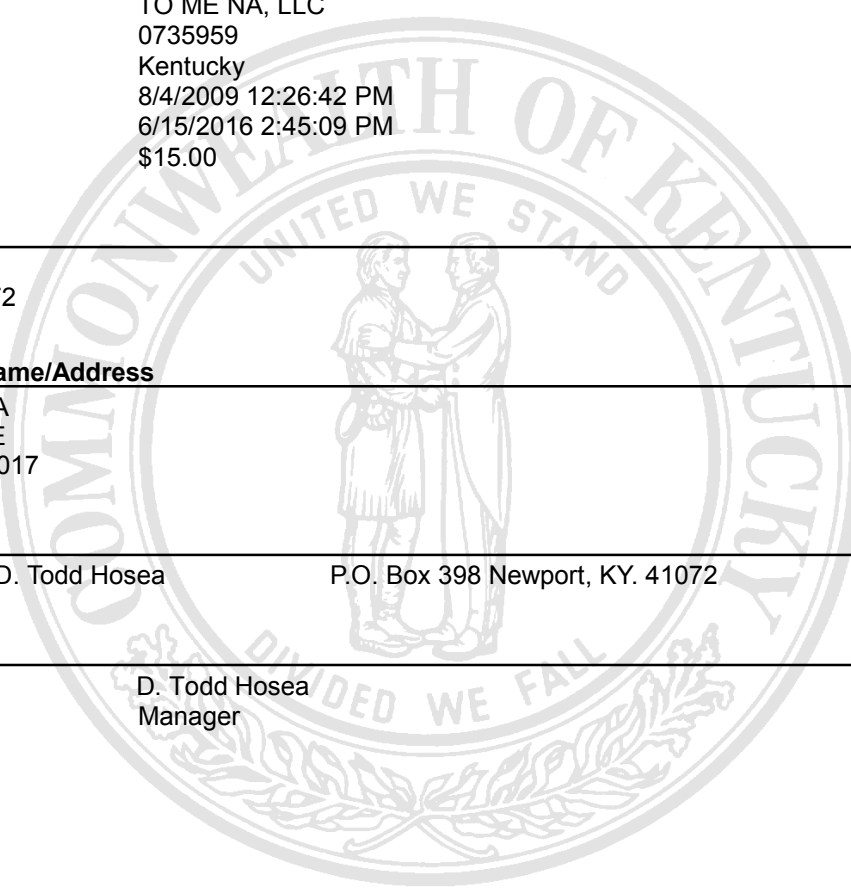 TO ME NA, LLC
0735959
Kentucky
8/4/2009 12:26:42 PM
6/15/2016 2:45:09 PM
$15.00
COMMONWEALTH OF KENTUCKY
UNITED WE STAND
ame/Address
017
D. Todd Hosea P.O. Box 398 Newport, KY. 41072
DIVIDED WE FALL
D. Todd Hosea
Manager